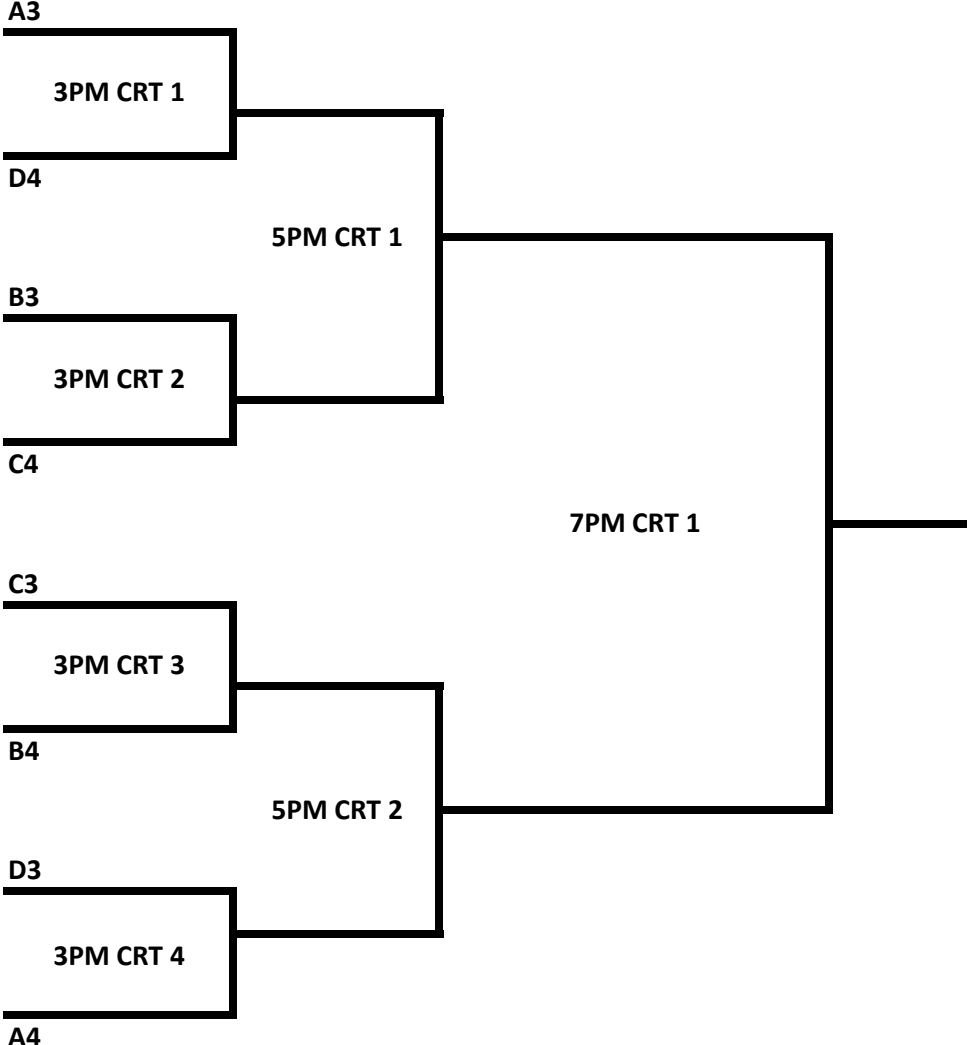 A3
3PM CRT 1
D4
5PM CRT 1
B3
3PM CRT 2
C4
7PM CRT 1
C3
3PM CRT 3
B4
5PM CRT 2
D3
3PM CRT 4
A4